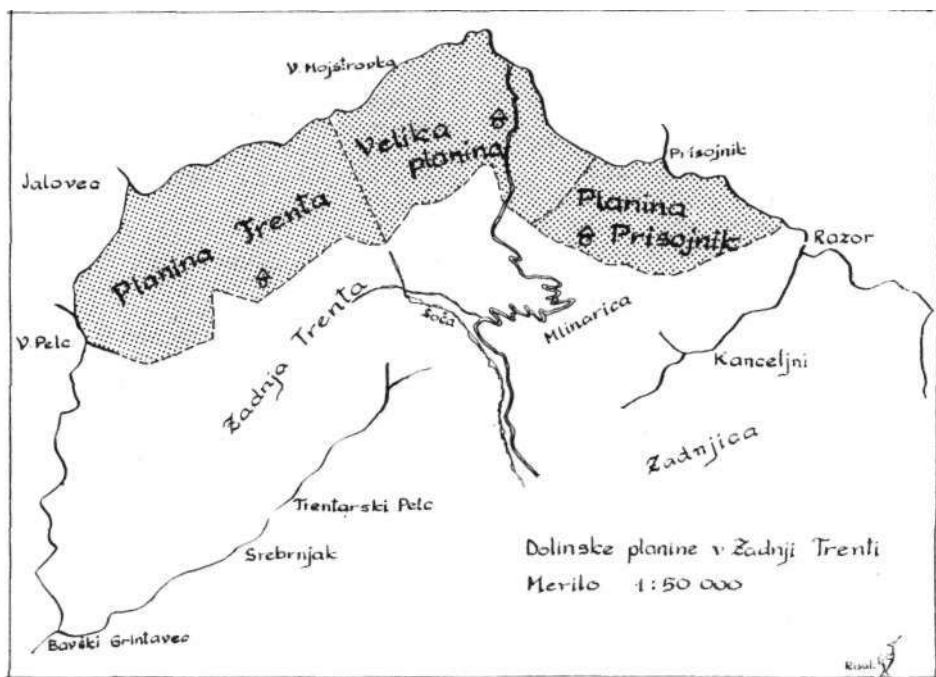 V. Mojstrovka
Velika
planina
Prisojnik
Jalovec
Planina Trenta
Planina
Prisojnik
Razor
V. Pelc
Zadnja Trenta
Soča
Mlinarica
Kanceljni
Zadnjica
Trentarski Pelc
Srebrnjak
Bavški Grintavec
Dolinske planine v Zadnji Trenti
Merilo 1:50 000
Risal: